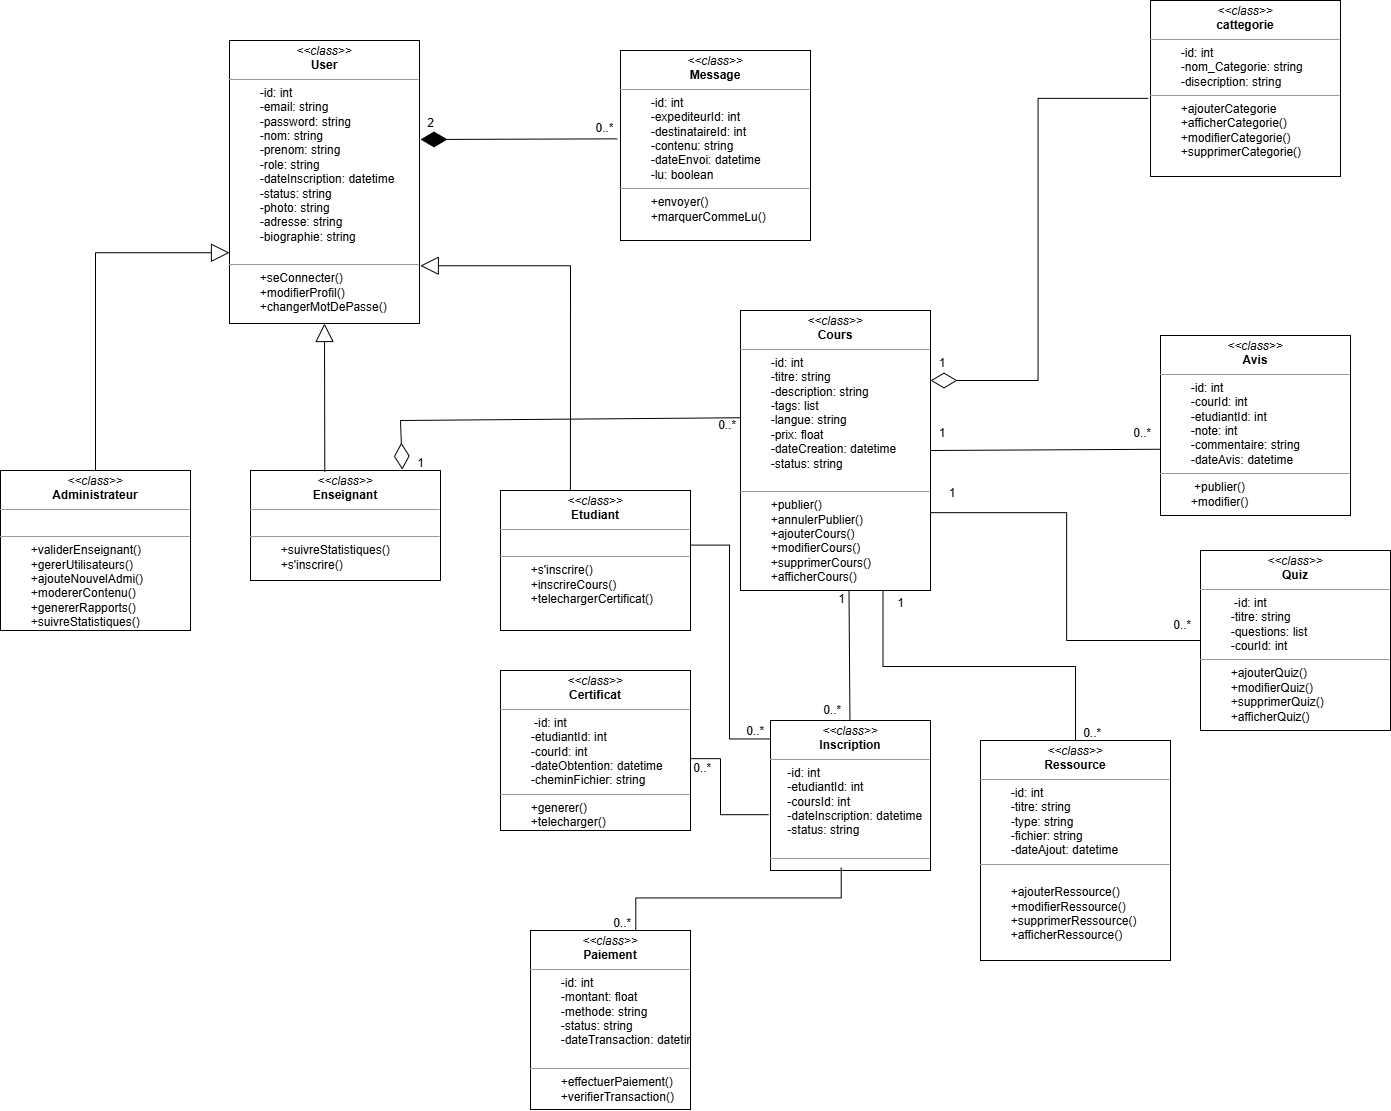 <<class>>
User
-id: int
-email: string
-password: string
-nom: string
-prenom: string
-role: string
-dateInscription: datetime
-status: string
-photo: string
-adresse: string
-biographie: string
+seConnecter()
+modifierProfil()
+changerMotDePasse()
2
0..*
<<class>>
Message
-id: int
-expediteurId: int
-destinataireId: int
-contenu: string
-dateEnvoi: datetime
-lu: boolean
+envoyer()
+marquerCommeLu()
<<class>>
cattegorie
-id: int
-nom_Categorie: string
-disecription: string
+ajouterCategorie
+afficherCategorie()
+modifierCategorie()
+supprimerCategorie()
<<class>>
Cours
-id: int
-titre: string
-description: string
-tags: list
-langue: string
-prix: float
-dateCreation: datetime
-status: string
+publier()
+annulerPublier()
+ajouterCours()
+modifierCours()
+supprimerCours()
+afficherCours()
1
0..*
1
1
0..*
1
0..*
1
0..*
1
0..*
<<class>>
Avis
-id: int
-courId: int
-etudiantId: int
-note: int
-commentaire: string
-dateAvis: datetime
+publier()
+modifier()
<<class>>
Administrateur
+validerEnseignant()
+gererUtilisateurs()
+ajouteNouvelAdmi()
+modererContenu()
+genererRapports()
+suivreStatistiques()
<<class>>
Enseignant
+suivreStatistiques()
+s'inscrire()
<<class>>
Etudiant
+s'inscrire()
+inscrireCours()
+telechargerCertificat()
<<class>>
Quiz
-id: int
-titre: string
-questions: list
-courId: int
+ajouterQuiz()
+modifierQuiz()
+supprimerQuiz()
+afficherQuiz()
<<class>>
Certificat
-id: int
-etudiantId: int
-courId: int
-dateObtention: datetime
-cheminFichier: string
+generer()
+telecharger()
0..*
0..*
<<class>>
Inscription
-id: int
-etudiantId: int
-coursId: int
-dateInscription: datetime
-status: string
<<class>>
Ressource
-id: int
-titre: string
-type: string
-fichier: string
-dateAjout: datetime
+ajouterRessource()
+modifierRessource()
+supprimerRessource()
+afficherRessource()
0..*
<<class>>
Paiement
-id: int
-montant: float
-methode: string
-status: string
-dateTransaction: datetir
+effectuerPaiement()
+verifierTransaction()